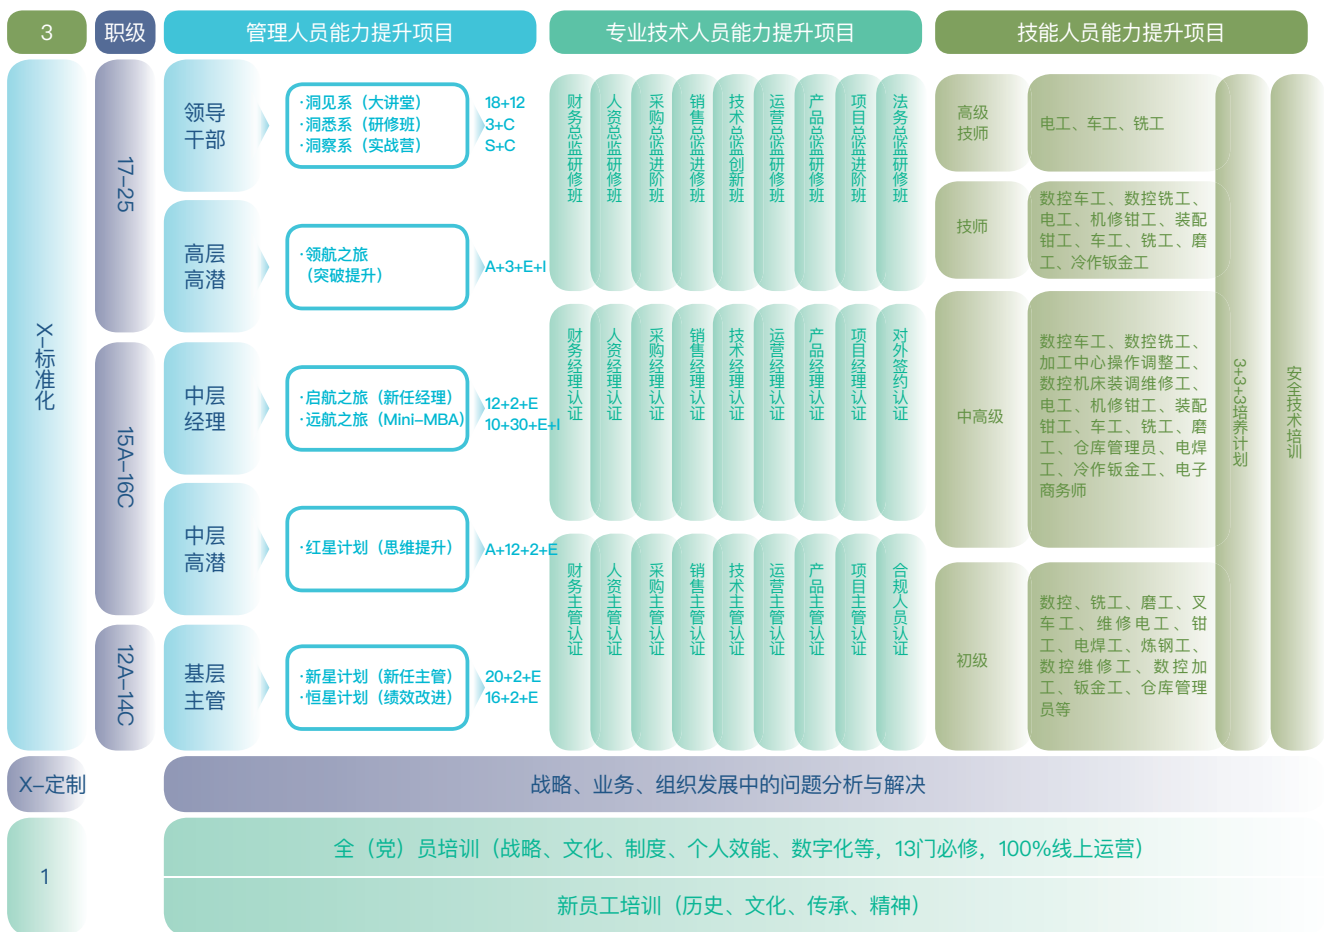 3
职级
管理人员能力提升项目
专业技术人员能力提升项目
技能人员能力提升项目
X-标准化
17-25
15A-16C
12A-14C
领导
干部
·洞见系（大讲堂）
·洞悉系（研修班）
·洞察系（实战营）
18+12
3+C
S+C
高层
高潜
·领航之旅
（突破提升）
A+3+E+I
中层
经理
·启航之旅（新任经理）
·远航之旅（Mini-MBA）
12+2+E
10+30+E+I
中层
高潜
·红星计划（思维提升）
A+12+2+E
基层
主管
·新星计划（新任主管）
·恒星计划（绩效改进）
20+2+E
16+2+E
财务总监研修班
人资总监研修班
采购总监进阶班
销售总监进修班
技术总监创新班
运营总监研修班
产品总监研修班
项目总监进阶班
法务总监研修班
财务经理认证
人资经理认证
采购经理认证
销售经理认证
技术经理认证
运营经理认证
产品经理认证
项目经理认证
对外签约认证
财务主管认证
人资主管认证
采购主管认证
销售主管认证
技术主管认证
运营主管认证
产品主管认证
项目主管认证
合规人员认证
高级
技师
电工、车工、铣工
技师
数控车工、数控铣工、
电工、机修钳工、装配
钳工、车工、铣工、磨
工、冷作钣金工
中高级
数控车工、数控铣工、
加工中心操作调整工、
数控机床装调维修工、
电工、机修钳工、装配
钳工、车工、铣工、磨
工、仓库管理员、电焊
工、冷作钣金工、电子
商务师
初级
数控、铣工、磨工、叉
车工、维修电工、钳
工、电焊工、炼钢工、
数控维修工、数控加
工、钣金工、仓库管理
员等
3+3+3培养计划
安全技术培训
X-定制
战略、业务、组织发展中的问题分析与解决
1
全（党）员培训（战略、文化、制度、个人效能、数字化等，13门必修，100%线上运营）
新员工培训（历史、文化、传承、精神）